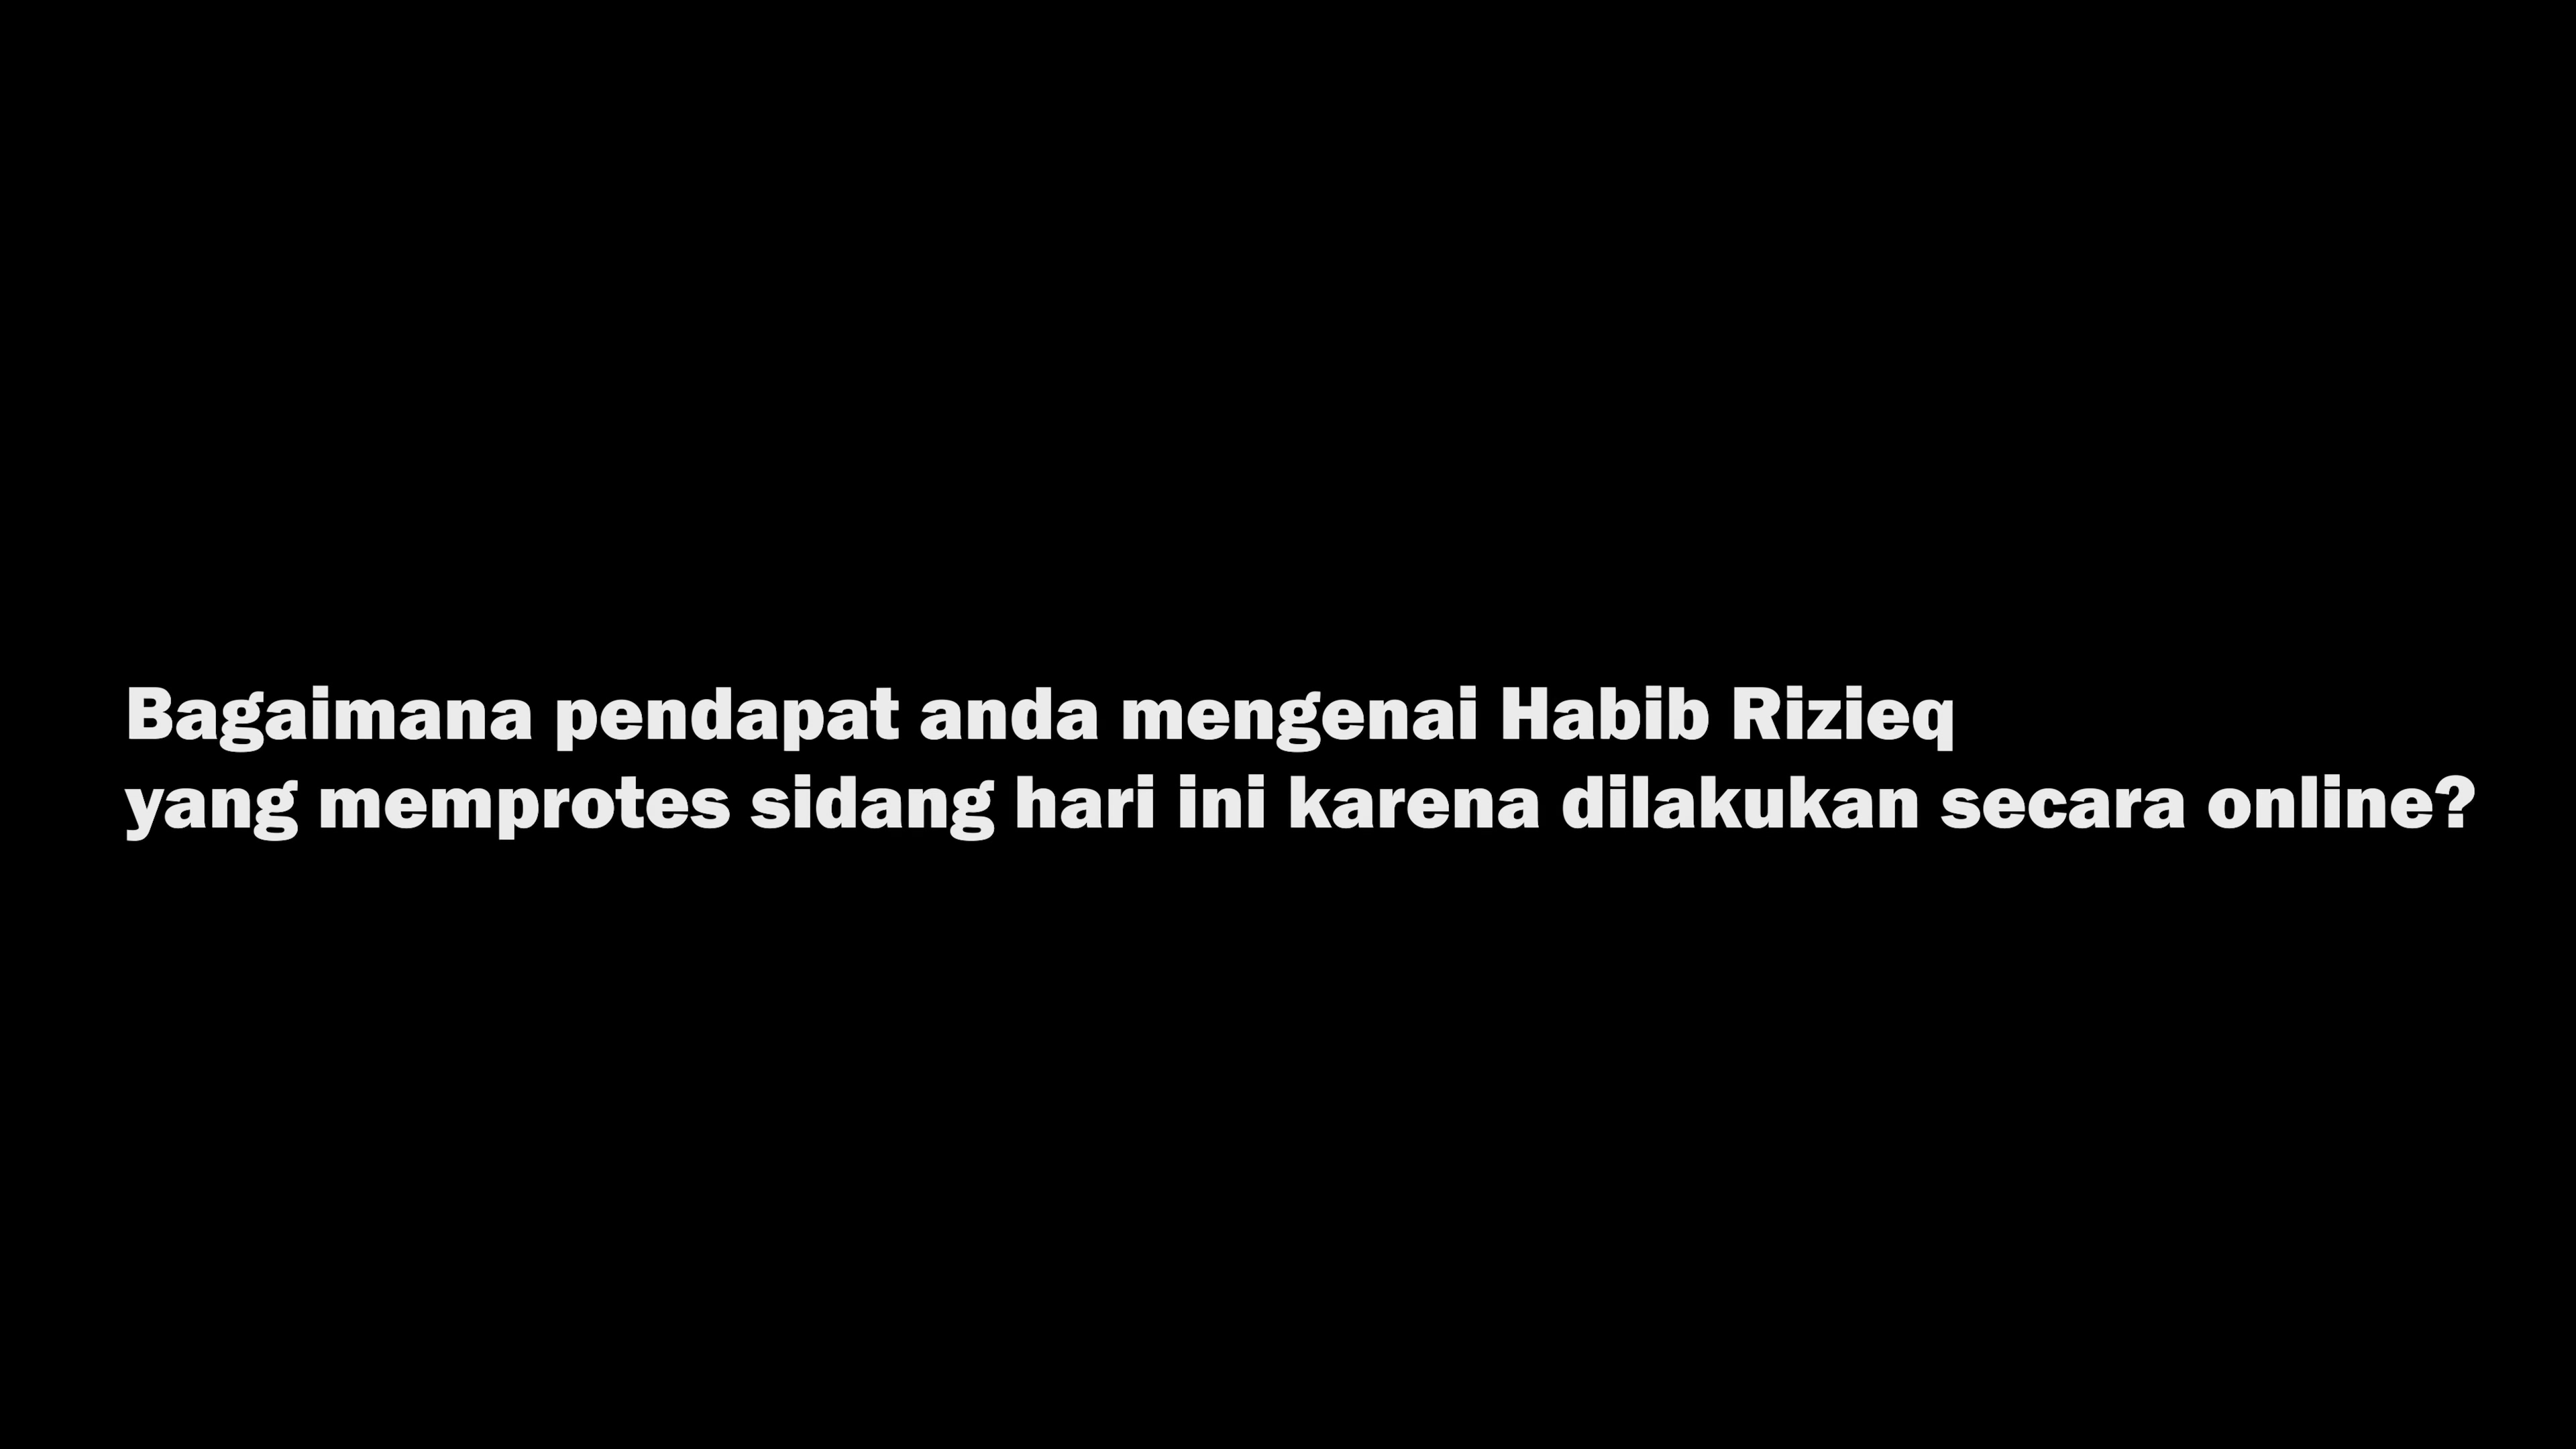 Bagaimana pendapat anda mengenai Habib Rizieq
yang memprotes sidang hari ini karena dilakukan secara online?